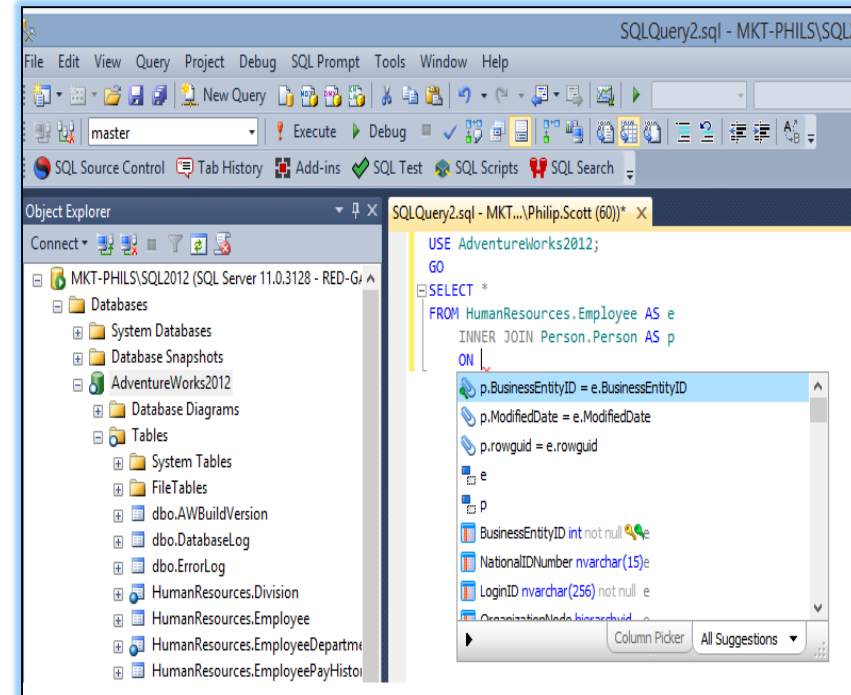 SQLQuery2.sql - MKT-PHILS\SQL2
File Edit View Query Project Debug SQL Prompt Tools Window Help
New Query
master Execute Debug
SQL Source Control Tab History Add-ins SQL Test SQL Scripts SQL Search
Object Explorer
Connect
MKT-PHILS\SQL2012 (SQL Server 11.0.3128 - RED-GA
Databases
System Databases
Database Snapshots
AdventureWorks2012
Database Diagrams
Tables
System Tables
FileTables
dbo.AWBuildVersion
dbo.DatabaseLog
dbo.ErrorLog
HumanResources.Division
HumanResources.Employee
HumanResources.EmployeeDepartme
HumanResources.EmployeePayHistor
SQLQuery2.sql - MKT...\Philip.Scott (60))* X
USE AdventureWorks2012;
GO
SELECT *
FROM HumanResources.Employee AS e
INNER JOIN Person.Person AS p
ON
p.BusinessEntityID = e.BusinessEntityID
p.ModifiedDate = e.ModifiedDate
p.rowguid = e.rowguid
e
p
BusinessEntityID int not null e
NationalIDNumber nvarchar(15)e
LoginID nvarchar(256) not null e
OrganizationNode hierarchyid e
Column Picker All Suggestions